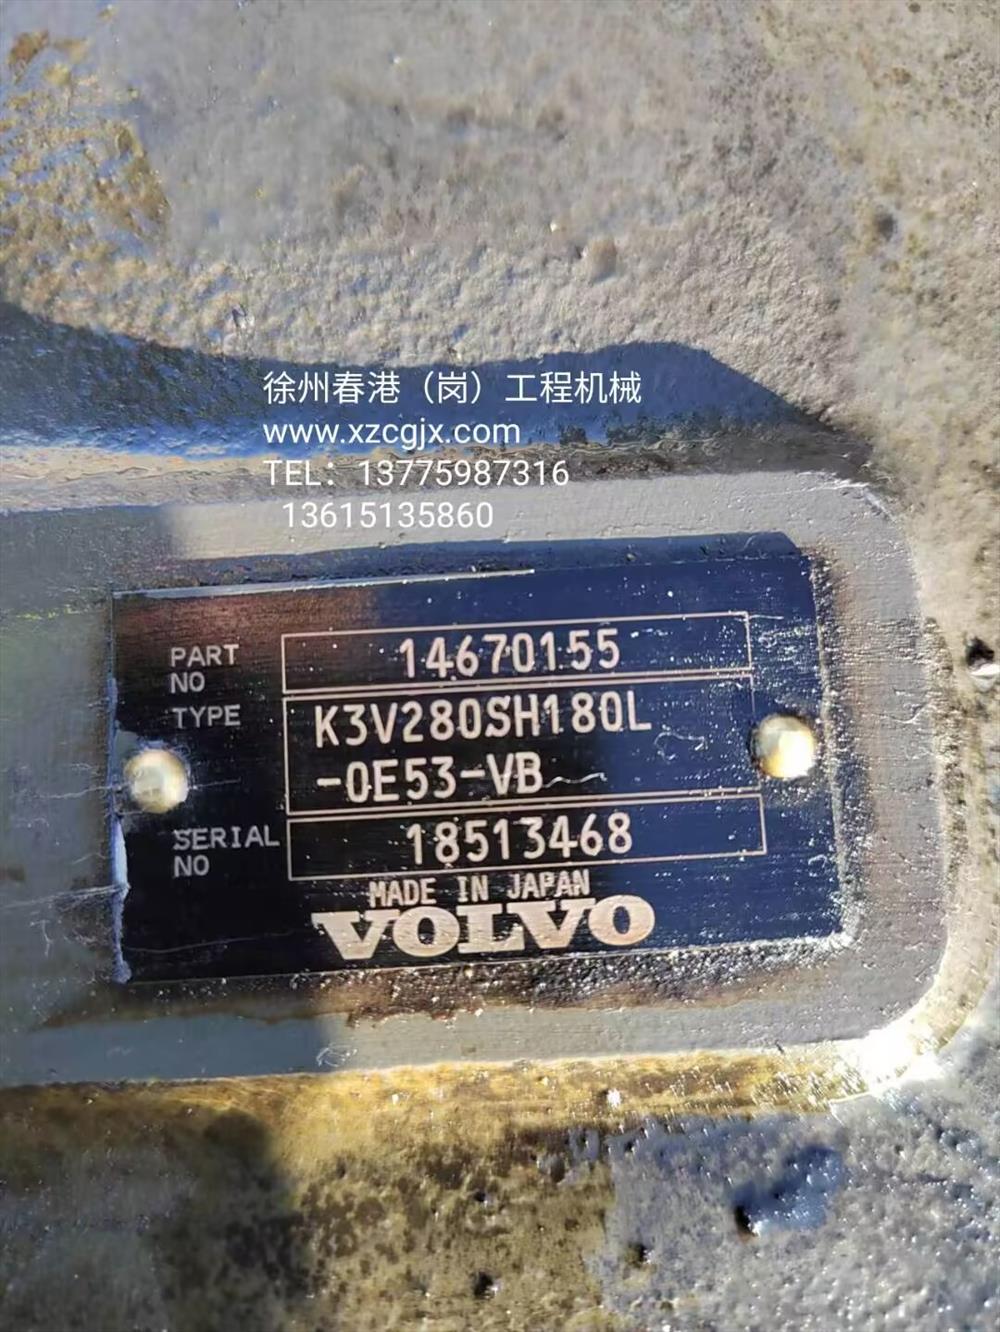 徐州春港（岗）工程机械
www.xzcgjx.com
TEL：13775987316
13615135860
PART NO 14670155
TYPE K3V280SH180L
-0E53-VB
SERIAL NO 18513468
MADE IN JAPAN
VOLVO